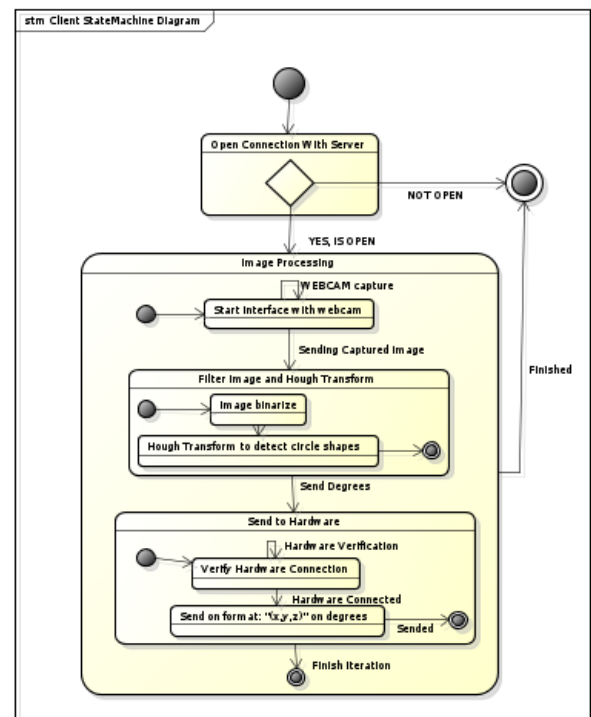 stm Client StateMachine Diagram
Open Connection With Server
NOT OPEN
YES, IS OPEN
Image Processing
WEBCAM capture
Start Interface with webcam
Sending Captured Image
Finished
Filter Image and Hough Transform
Image binarize
Hough Transform to detect circle shapes
Send Degrees
Send to Hardware
Hardware Verification
Verify Hardware Connection
Hardware Connected
Send on format: "(x,y,z)" on degrees
Sended
Finish Iteration